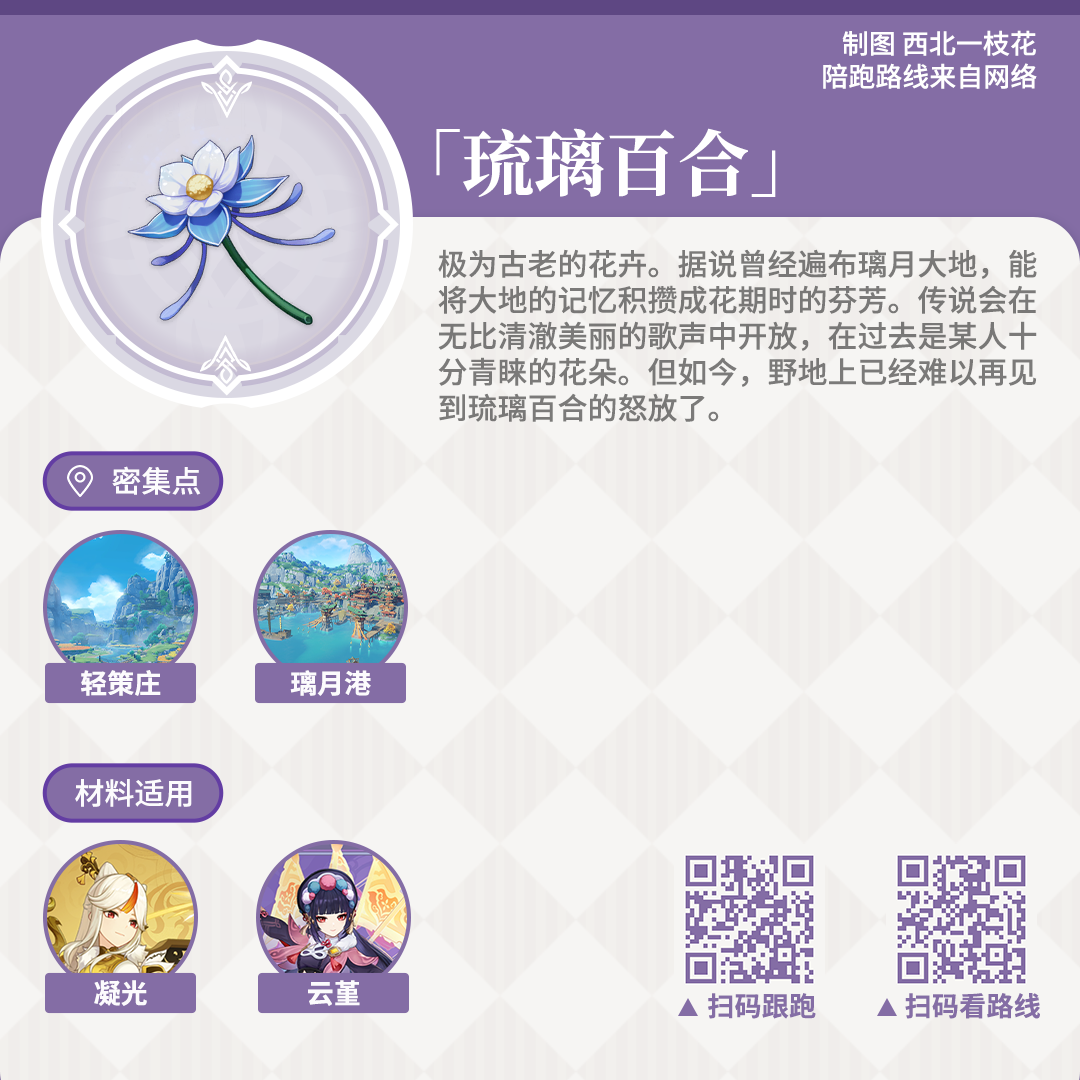 制图 西北一枝花
陪跑路线来自网络
「琉璃百合」
极为古老的花卉。据说曾经遍布璃月大地，能
将大地的记忆积攒成花期时的芬芳。传说会在
无比清澈美丽的歌声中开放，在过去是某人十
分青睐的花朵。但如今，野地上已经难以再见
到琉璃百合的怒放了。
密集点
轻策庄
璃月港
材料适用
凝光
云堇
▲ 扫码跟跑
▲ 扫码看路线